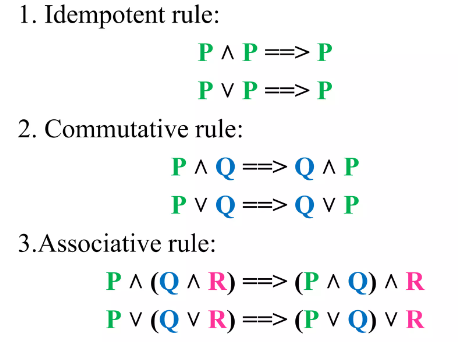 1. Idempotent rule:
P ∧ P ==> P
P ∨ P ==> P
2. Commutative rule:
P ∧ Q ==> Q ∧ P
P ∨ Q ==> Q ∨ P
3.Associative rule:
P ∧ (Q ∧ R) ==> (P ∧ Q) ∧ R
P ∨ (Q ∨ R) ==> (P ∨ Q) ∨ R